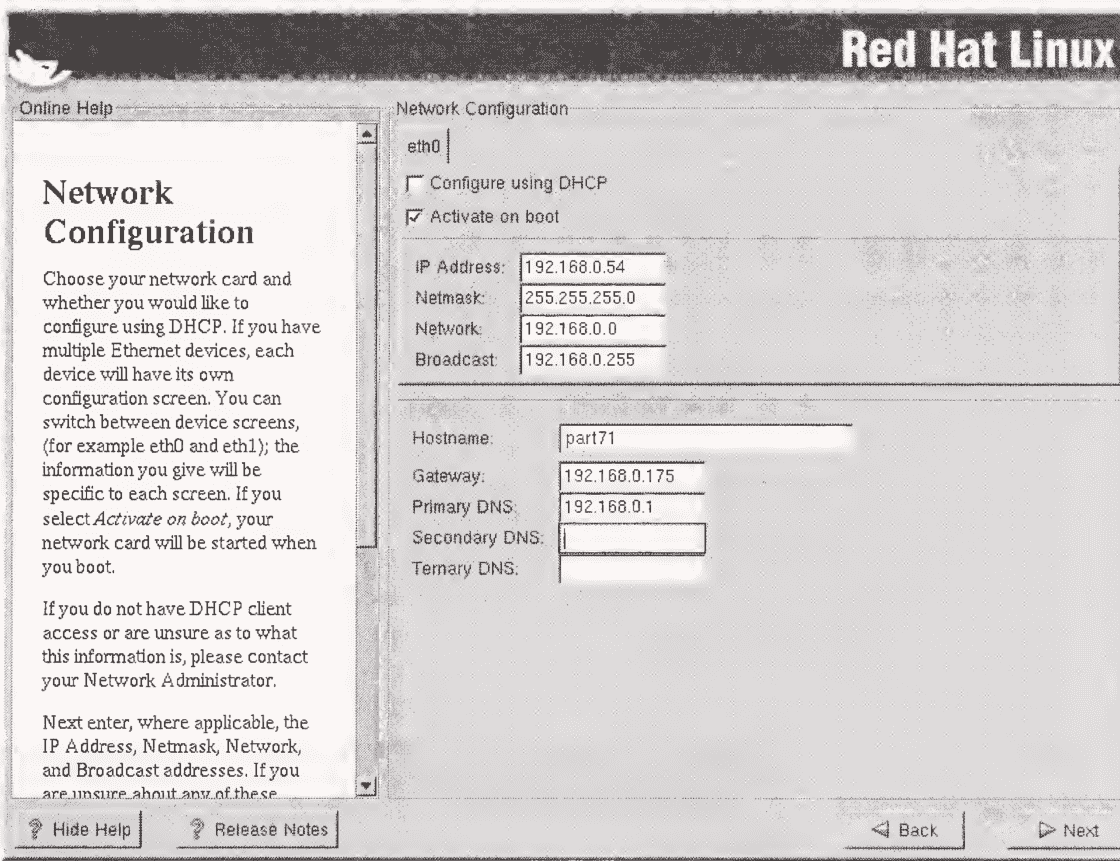 Red Hat Linux
Online Help
Network
Configuration
Choose your network card and
whether you would like to
configure using DHCP. If you have
multiple Ethernet devices, each
device will have its own
configuration screen. You can
switch between device screens,
(for example eth0 and eth1); the
information you give will be
specific to each screen. If you
select Activate on boot, your
network card will be started when
you boot.
If you do not have DHCP client
access or are unsure as to what
this information is, please contact
your Network Administrator.
Next enter, where applicable, the
IP Address, Netmask, Network,
and Broadcast addresses. If you
are unsure about any of these
Network Configuration
eth0
Configure using DHCP
Activate on boot
IP Address: 192.168.0.54
Netmask: 255.255.255.0
Network: 192.168.0.0
Broadcast: 192.168.0.255
Hostname: part71
Gateway: 192.168.0.175
Primary DNS: 192.168.0.1
Secondary DNS:
Ternary DNS:
? Hide Help
? Release Notes
Back
Next